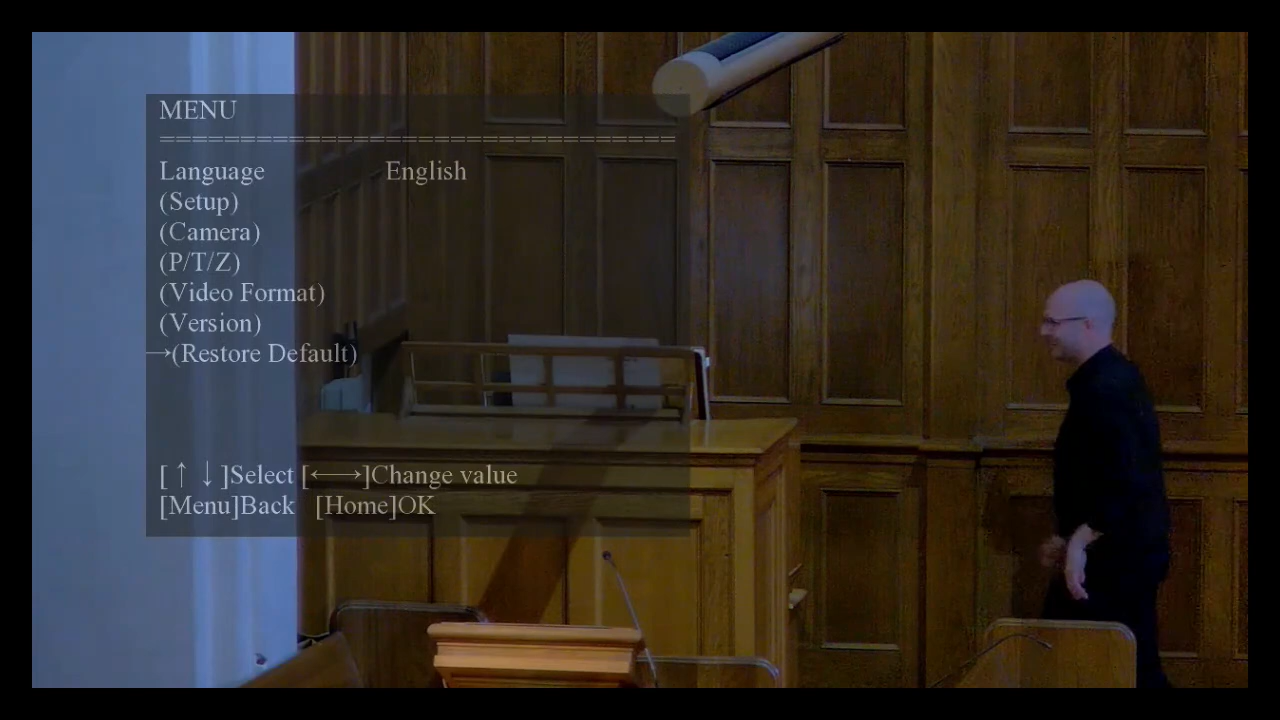 MENU
================================
Language English
(Setup)
(Camera)
(P/T/Z)
(Video Format)
(Version)
→(Restore Default)
[ ↑ ↓ ]Select [←→]Change value
[Menu]Back [Home]OK